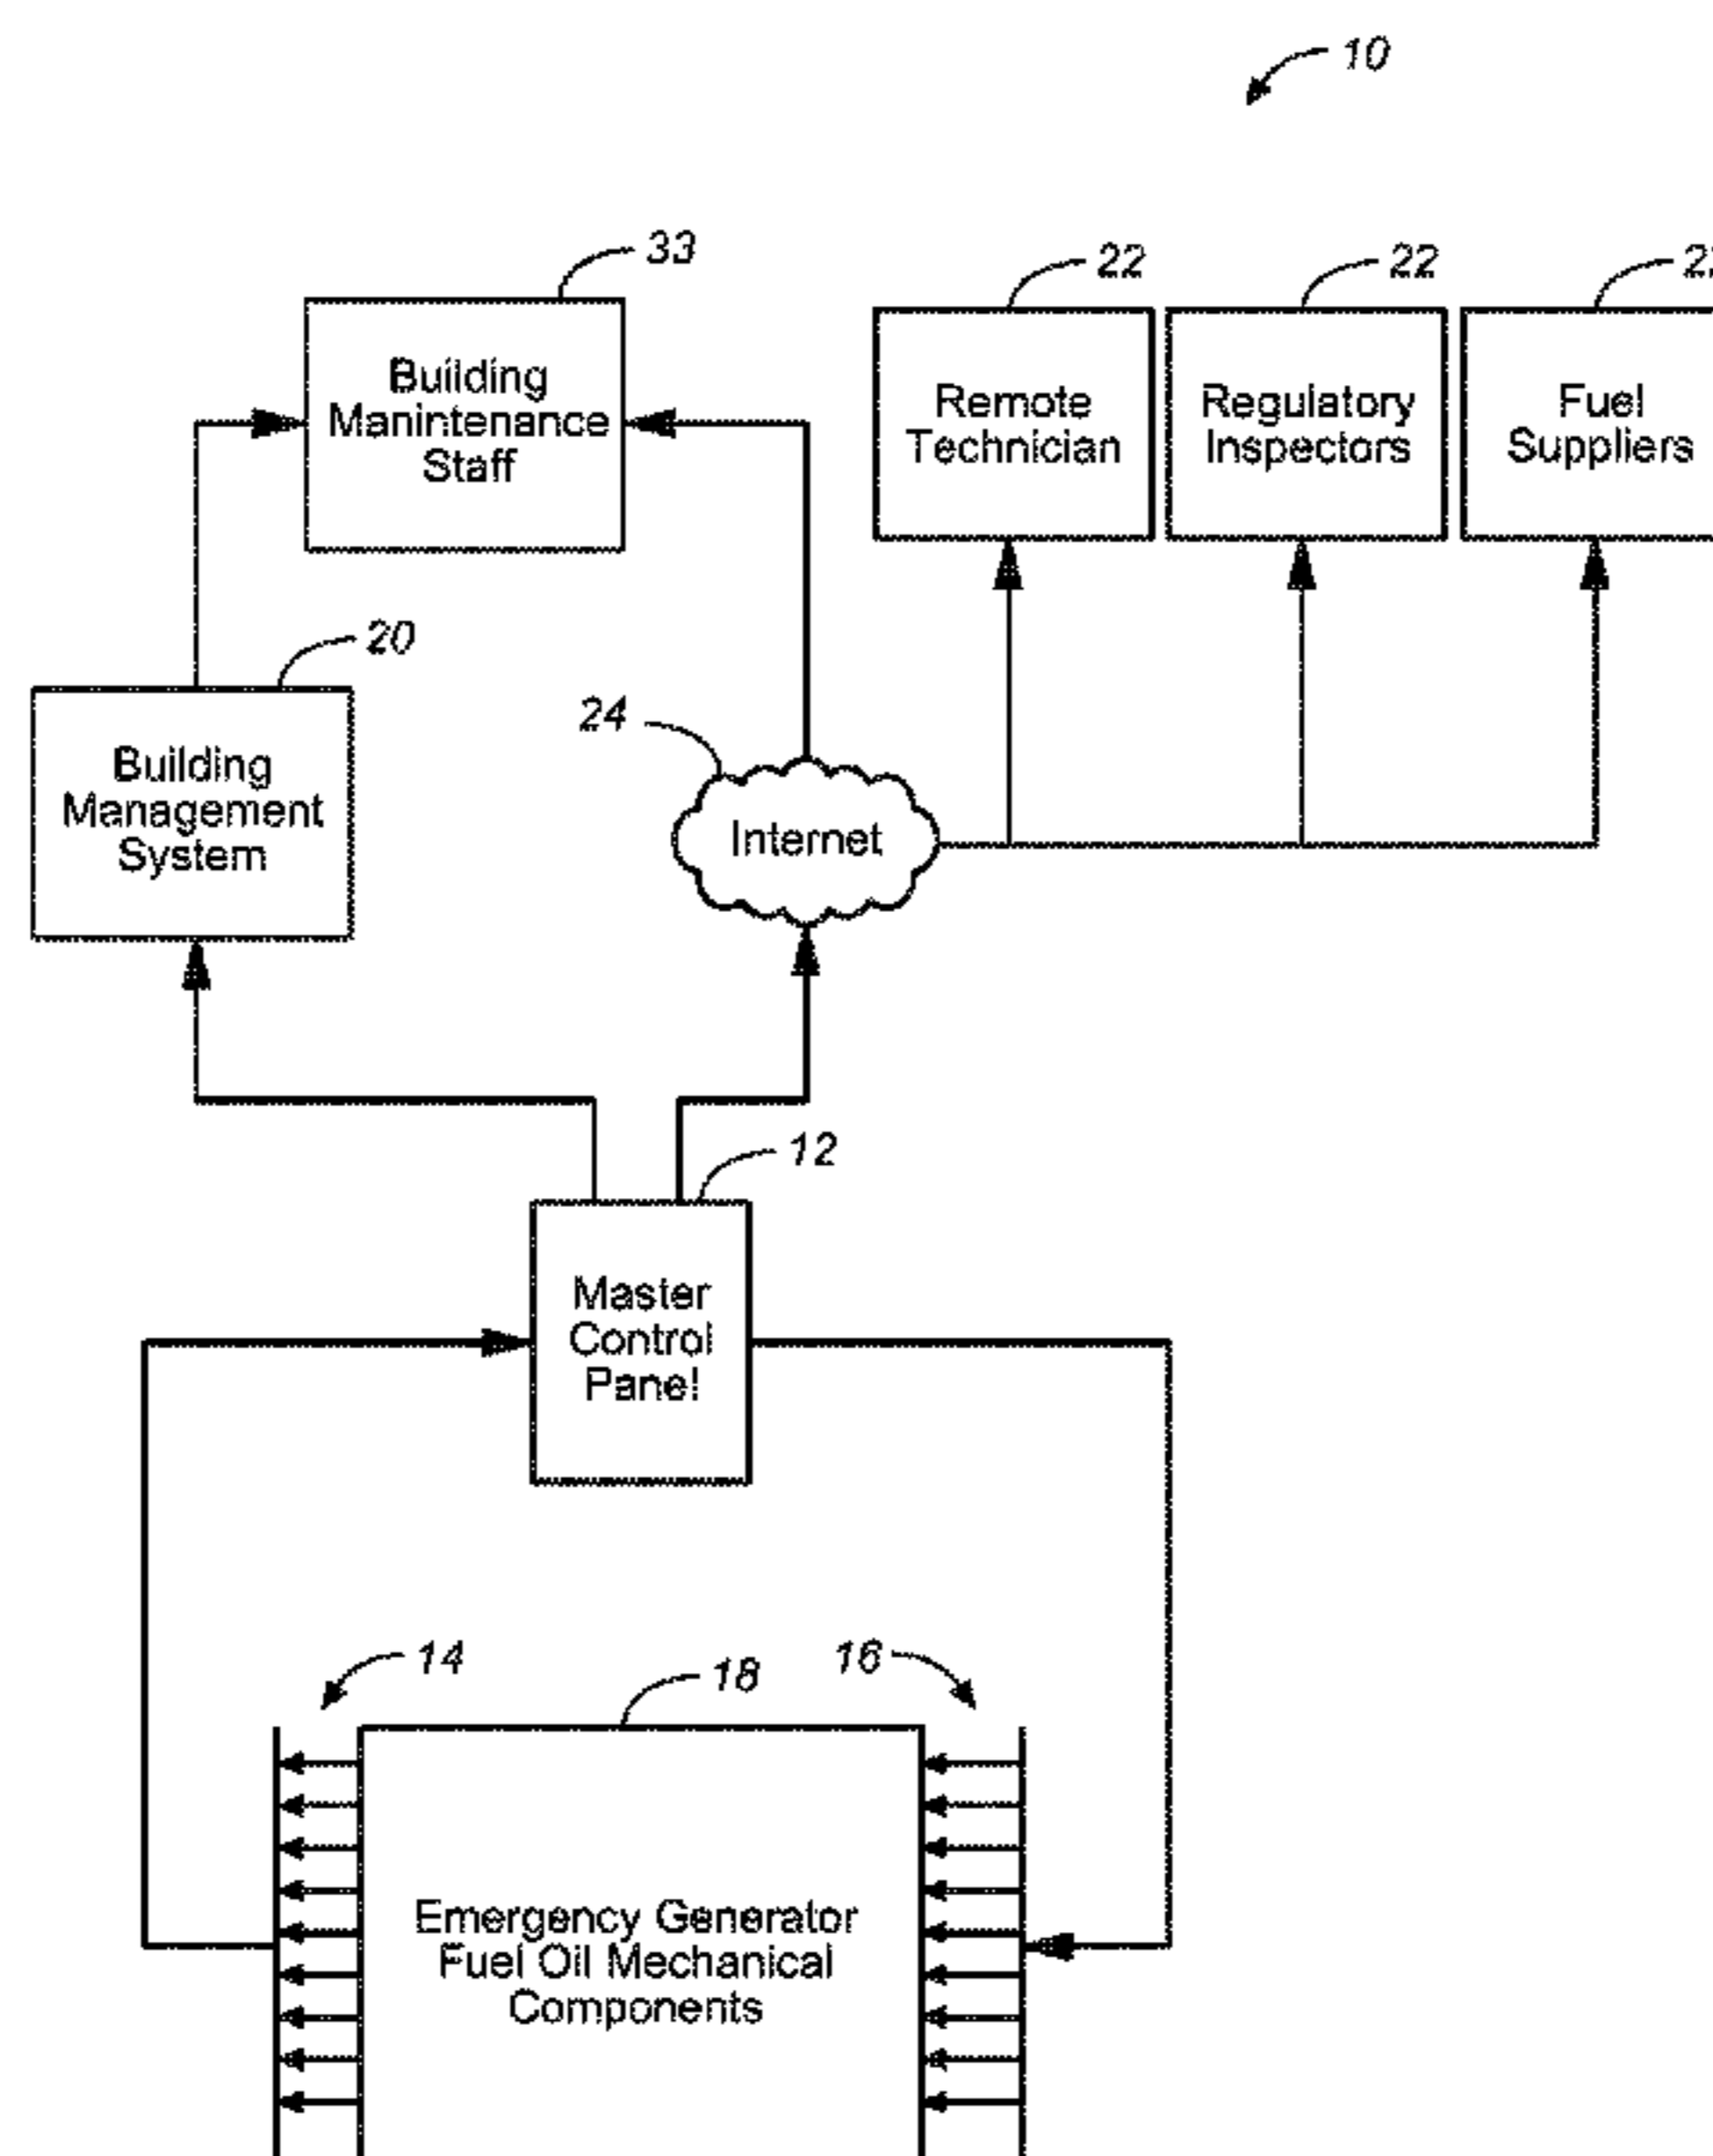 10
33
22
22
Building
Manintenance
Staff
Remote
Technician
Regulatory
Inspectors
Fuel
Suppliers
20
24
Building
Management
System
Internet
12
Master
Control
Panel
14
18
16
Emergency Generator
Fuel Oil Mechanical
Components